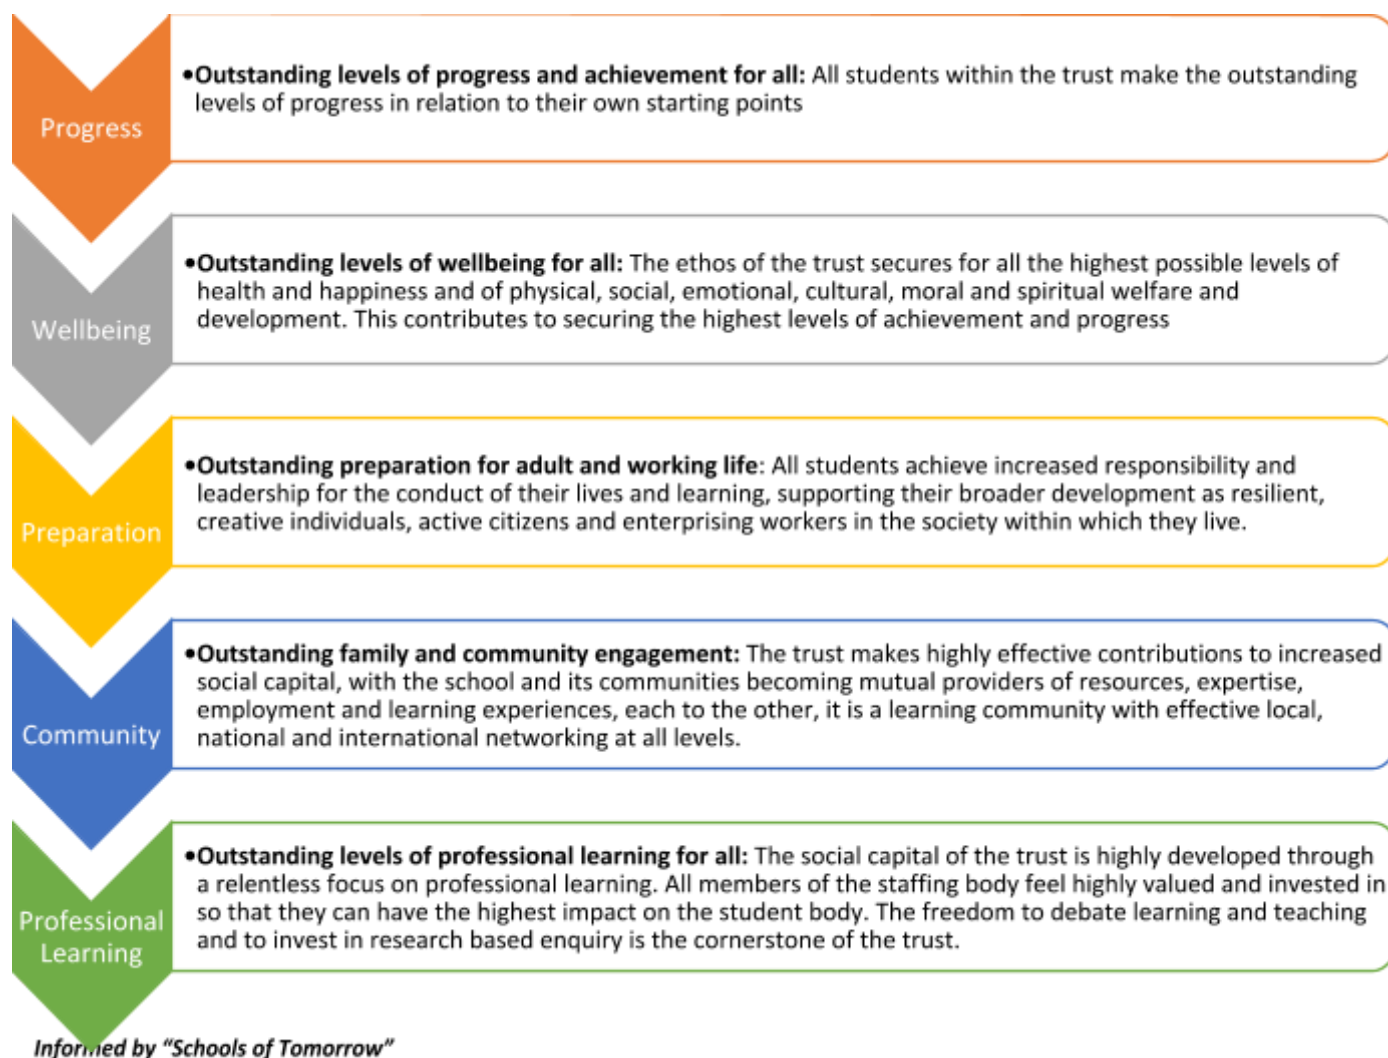 Progress
•Outstanding levels of progress and achievement for all: All students within the trust make the outstanding
levels of progress in relation to their own starting points
Wellbeing
•Outstanding levels of wellbeing for all: The ethos of the trust secures for all the highest possible levels of
health and happiness and of physical, social, emotional, cultural, moral and spiritual welfare and
development. This contributes to securing the highest levels of achievement and progress
Preparation
•Outstanding preparation for adult and working life: All students achieve increased responsibility and
leadership for the conduct of their lives and learning, supporting their broader development as resilient,
creative individuals, active citizens and enterprising workers in the society within which they live.
Community
•Outstanding family and community engagement: The trust makes highly effective contributions to increased
social capital, with the school and its communities becoming mutual providers of resources, expertise,
employment and learning experiences, each to the other, it is a learning community with effective local,
national and international networking at all levels.
Professional
Learning
•Outstanding levels of professional learning for all: The social capital of the trust is highly developed through
a relentless focus on professional learning. All members of the staffing body feel highly valued and invested in
so that they can have the highest impact on the student body. The freedom to debate learning and teaching
and to invest in research based enquiry is the cornerstone of the trust.
Informed by “Schools of Tomorrow”